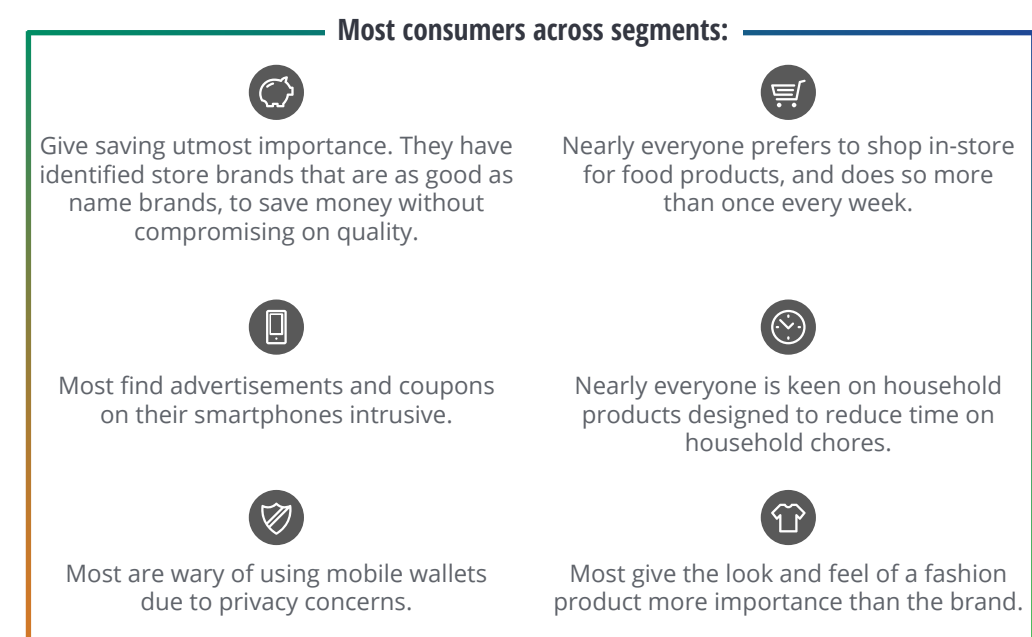 Most consumers across segments:
Give saving utmost importance. They have
identified store brands that are as good as
name brands, to save money without
compromising on quality.
Nearly everyone prefers to shop in-store
for food products, and does so more
than once every week.
Most find advertisements and coupons
on their smartphones intrusive.
Nearly everyone is keen on household
products designed to reduce time on
household chores.
Most are wary of using mobile wallets
due to privacy concerns.
Most give the look and feel of a fashion
product more importance than the brand.